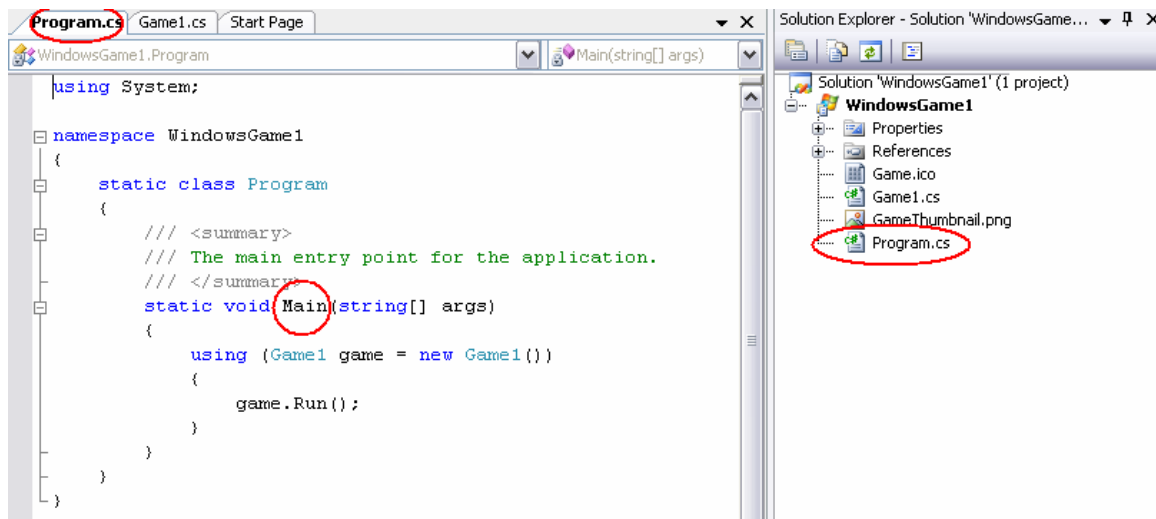 Program.cs Game1.cs Start Page
WindowsGame1.Program Main(string[] args)
using System;
namespace WindowsGame1
{
static class Program
{
/// <summary>
/// The main entry point for the application.
/// </summary>
static void Main(string[] args)
{
using (Game1 game = new Game1())
{
game.Run();
}
}
}
}
Solution Explorer - Solution 'WindowsGame...
Solution 'WindowsGame1' (1 project)
WindowsGame1
Properties
References
Game.ico
Game1.cs
GameThumbnail.png
Program.cs